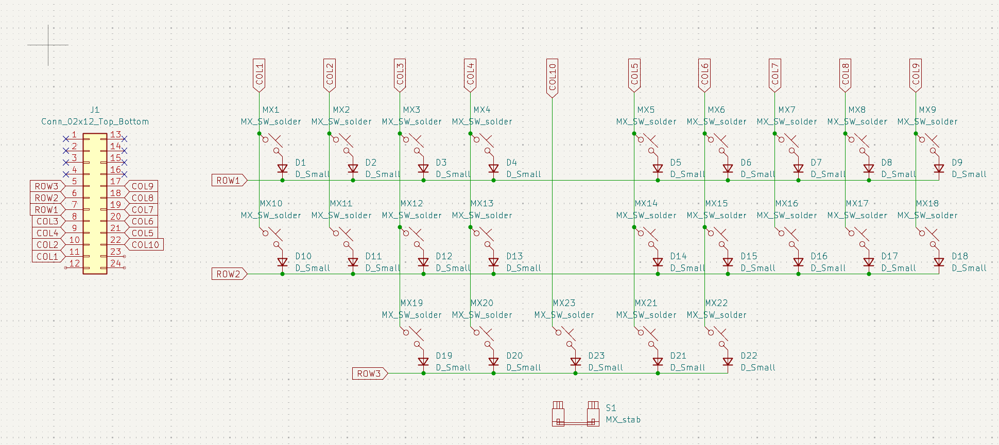 COL1 COL2 COL3 COL4 COL10 COL5 COL6 COL7 COL8 COL9
J1
Conn_02x12_Top_Bottom
1 13
2 14
3 15
4 16
ROW3 5 17 COL9
ROW2 6 18 COL8
ROW1 7 19 COL7
COL3 8 20 COL6
COL4 9 21 COL5
COL2 10 22 COL10
COL1 11 23
12 24
MX1 MX2 MX3 MX4 MX5 MX6 MX7 MX8 MX9
MX_SW_solder MX_SW_solder MX_SW_solder MX_SW_solder MX_SW_solder MX_SW_solder MX_SW_solder MX_SW_solder MX_SW_solder
D1 D2 D3 D4 D5 D6 D7 D8 D9
D_Small D_Small D_Small D_Small D_Small D_Small D_Small D_Small D_Small
ROW1
MX10 MX11 MX12 MX13 MX14 MX15 MX16 MX17 MX18
MX_SW_solder MX_SW_solder MX_SW_solder MX_SW_solder MX_SW_solder MX_SW_solder MX_SW_solder MX_SW_solder MX_SW_solder
D10 D11 D12 D13 D14 D15 D16 D17 D18
D_Small D_Small D_Small D_Small D_Small D_Small D_Small D_Small D_Small
ROW2
MX19 MX20 MX23 MX21 MX22
MX_SW_solder MX_SW_solder MX_SW_solder MX_SW_solder MX_SW_solder
D19 D20 D23 D21 D22
D_Small D_Small D_Small D_Small D_Small
ROW3
S1
MX_stab